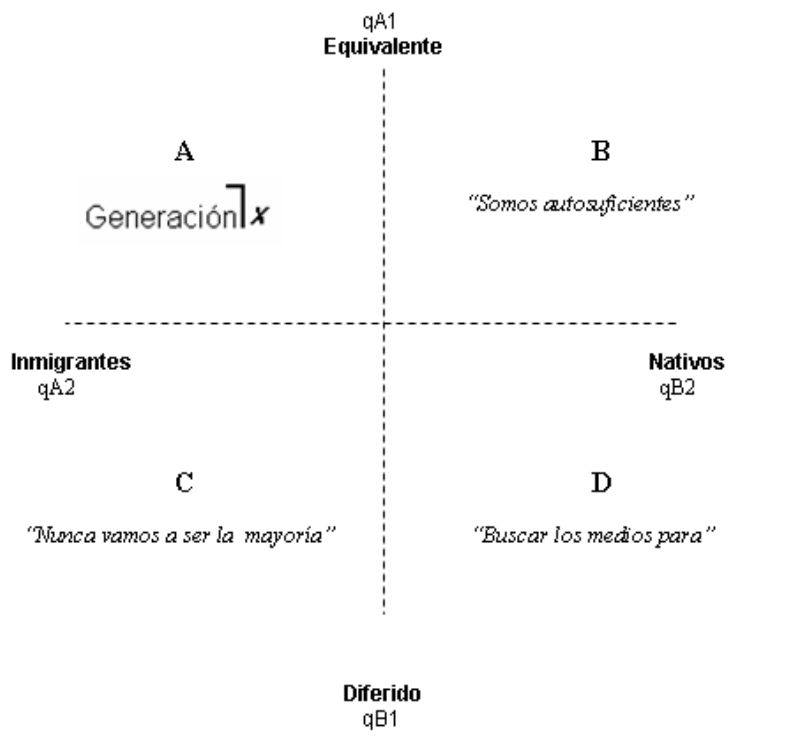 qA1
Equivalente
A
B
Generación x
“Somos autosuficientes”
Inmigrantes
qA2
Nativos
qB2
C
D
“Nunca vamos a ser la mayoría”
“Buscar los medios para”
Diferido
qB1